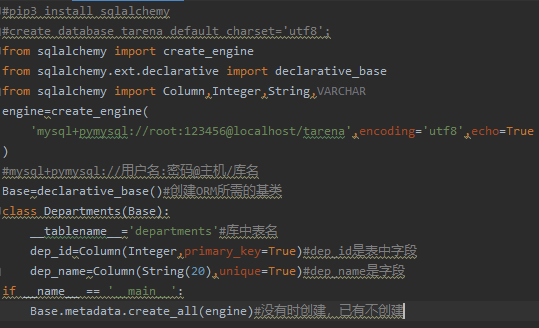 #pip3 install sqlalchemy
#create database tarena default charset='utf8';
from sqlalchemy import create_engine
from sqlalchemy.ext.declarative import declarative_base
from sqlalchemy import Column,Integer,String,VARCHAR
engine=create_engine(
'mysql+pymysql://root:123456@localhost/tarena',encoding='utf8',echo=True
)
#mysql+pymysql://用户名:密码@主机/库名
Base=declarative_base()#创建ORM所需的基类
class Departments(Base):
__tablename__='departments'#库中表名
dep_id=Column(Integer,primary_key=True)#dep_id是表中字段
dep_name=Column(String(20),unique=True)#dep_name是字段
if __name__ == '__main__':
Base.metadata.create_all(engine)#没有时创建，已有不创建